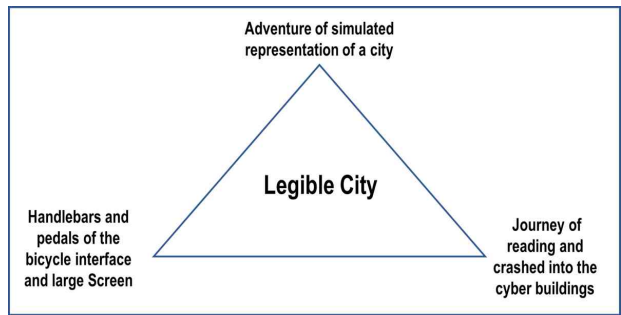 Adventure of simulated
representation of a city
Legible City
Handlebars and
pedals of the
bicycle interface
and large Screen
Journey of
reading and
crashed into the
cyber buildings